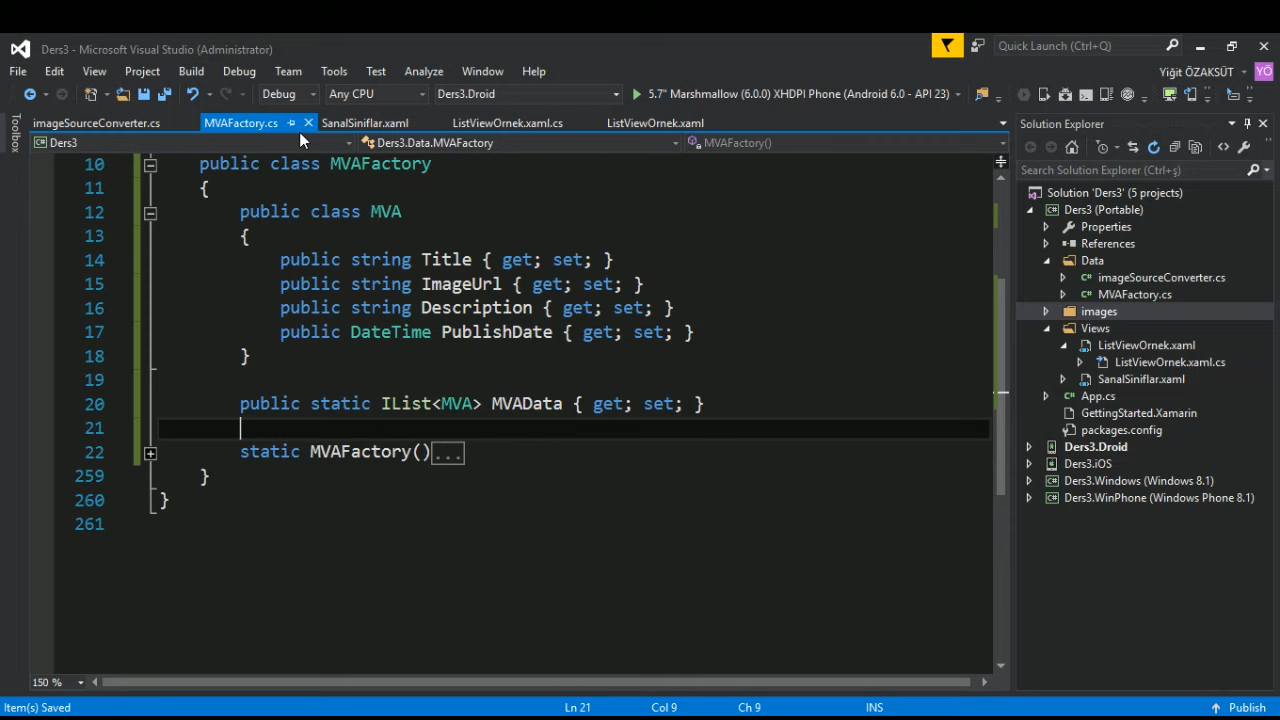 Ders3 - Microsoft Visual Studio (Administrator)
Quick Launch (Ctrl+Q)
File Edit View Project Build Debug Team Tools Test Analyze Window Help
Yiğit ÖZAKSÜT YÖ
Debug Any CPU Ders3.Droid 5.7" Marshmallow (6.0.0) XHDPI Phone (Android 6.0 - API 23)
Toolbox
imageSourceConverter.cs MVAFactory.cs SanalSiniflar.xaml ListViewOrnek.xaml.cs ListViewOrnek.xaml
Ders3 Ders3.Data.MVAFactory MVAFactory()
10 public class MVAFactory
11 {
12 public class MVA
13 {
14 public string Title { get; set; }
15 public string ImageUrl { get; set; }
16 public string Description { get; set; }
17 public DateTime PublishDate { get; set; }
18 }
19
20 public static IList<MVA> MVAData { get; set; }
21
22 static MVAFactory()...
259 }
260 }
261
150 %
Solution Explorer
Search Solution Explorer (Ctrl+ş)
Solution 'Ders3' (5 projects)
Ders3 (Portable)
Properties
References
Data
imageSourceConverter.cs
MVAFactory.cs
images
Views
ListViewOrnek.xaml
ListViewOrnek.xaml.cs
SanalSiniflar.xaml
App.cs
GettingStarted.Xamarin
packages.config
Ders3.Droid
Ders3.iOS
Ders3.Windows (Windows 8.1)
Ders3.WinPhone (Windows Phone 8.1)
Item(s) Saved Ln 21 Col 9 Ch 9 INS Publish